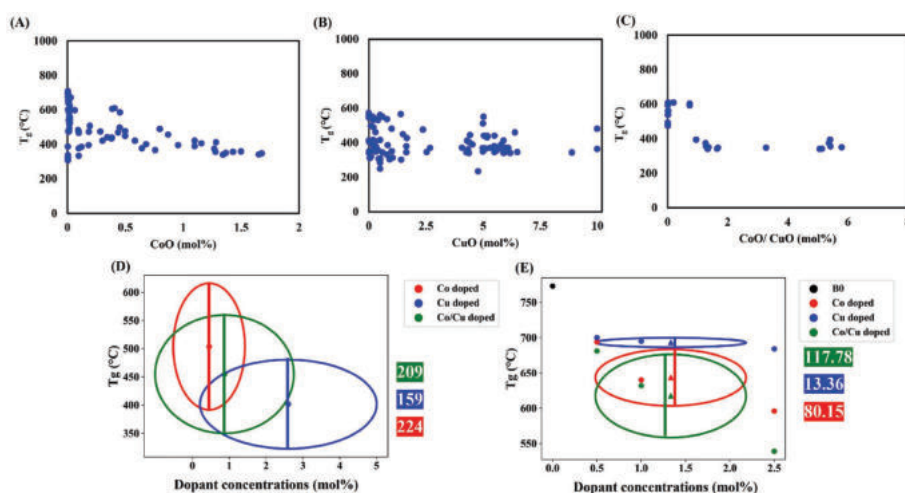 (A)
1000
800
600
400
200
0
Tg (°C)
0
0.5
1
1.5
2
CoO (mol%)
(B)
1000
800
600
400
200
0
Tg (°C)
0
2.5
5
7.5
10
CuO (mol%)
(C)
1000
800
600
400
200
0
Tg (°C)
0
2
4
6
8
CoO/ CuO (mol%)
(D)
600
550
500
450
400
350
Tg (°C)
0
1
2
3
4
5
Dopant concentrations (mol%)
Co doped
Cu doped
Co/Cu doped
209
159
224
(E)
750
700
650
600
550
Tg (°C)
0.0
0.5
1.0
1.5
2.0
2.5
Dopant concentrations (mol%)
B0
Co doped
Cu doped
Co/Cu doped
117.78
13.36
80.15